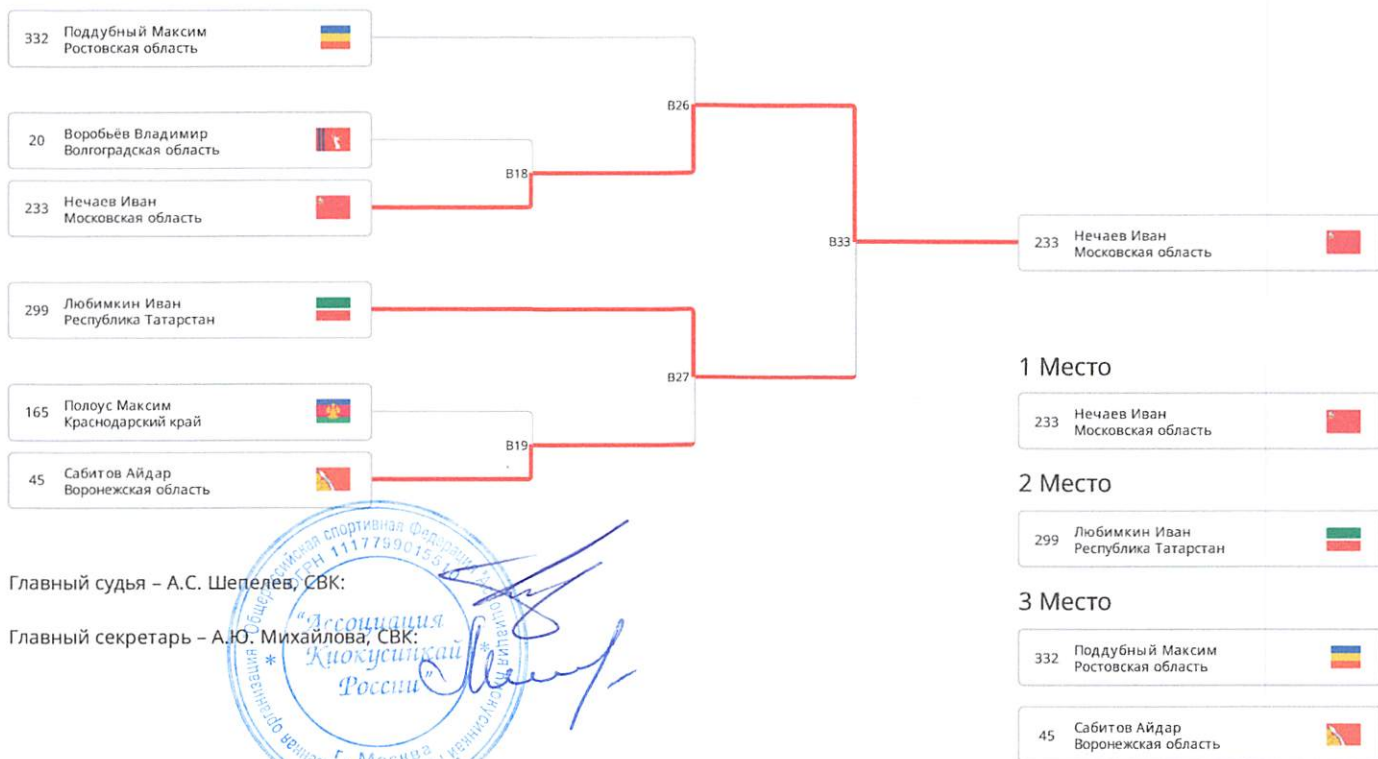 332 Поддубный Максим
Ростовская область
20 Воробьёв Владимир
Волгоградская область
233 Нечаев Иван
Московская область
299 Любимкин Иван
Республика Татарстан
165 Полоус Максим
Краснодарский край
45 Сабитов Айдар
Воронежская область
B18
B19
B26
B27
B33
233 Нечаев Иван
Московская область
1 Место
233 Нечаев Иван
Московская область
2 Место
299 Любимкин Иван
Республика Татарстан
3 Место
332 Поддубный Максим
Ростовская область
45 Сабитов Айдар
Воронежская область
Главный судья – А.С. Шепелев, СВК:
Главный секретарь – А.Ю. Михайлова, СВК:
"Ассоциация
Киокусинкай
России"
г. Москва